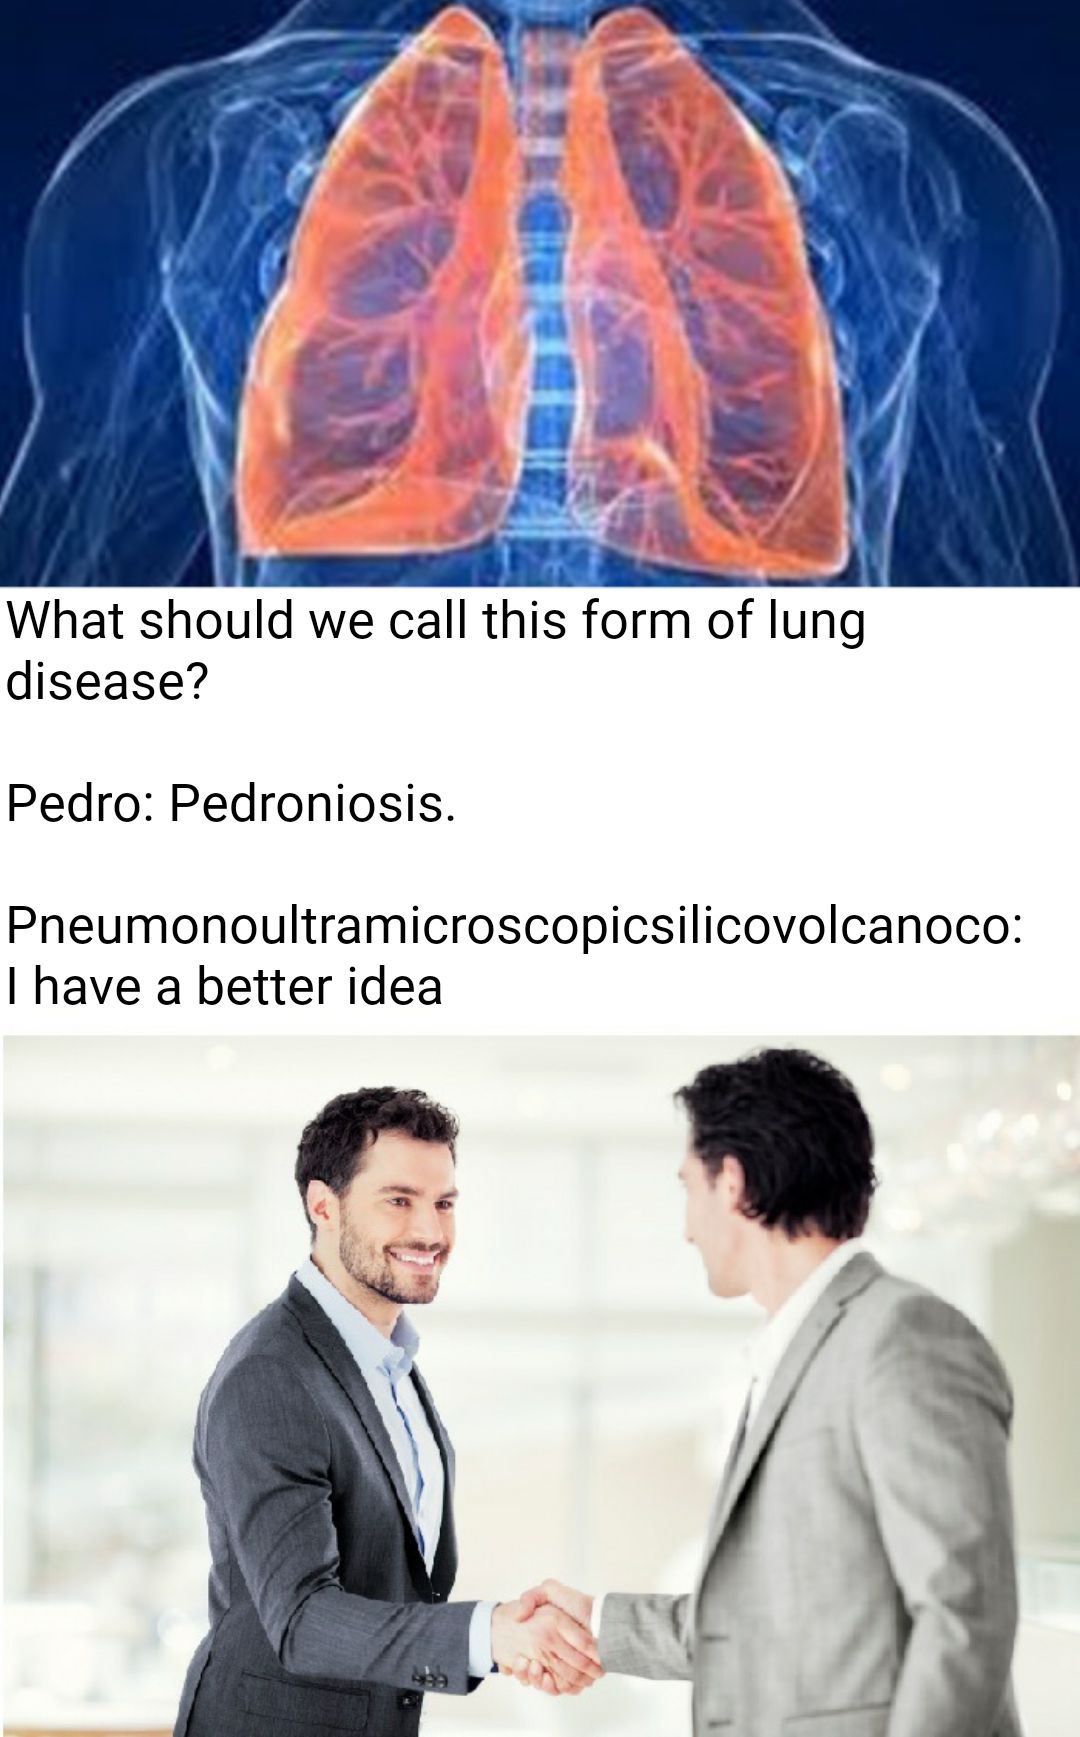 What should we call this form of lung
disease?
Pedro: Pedroniosis.
Pneumonoultramicroscopicsilicovolcanoco:
I have a better idea